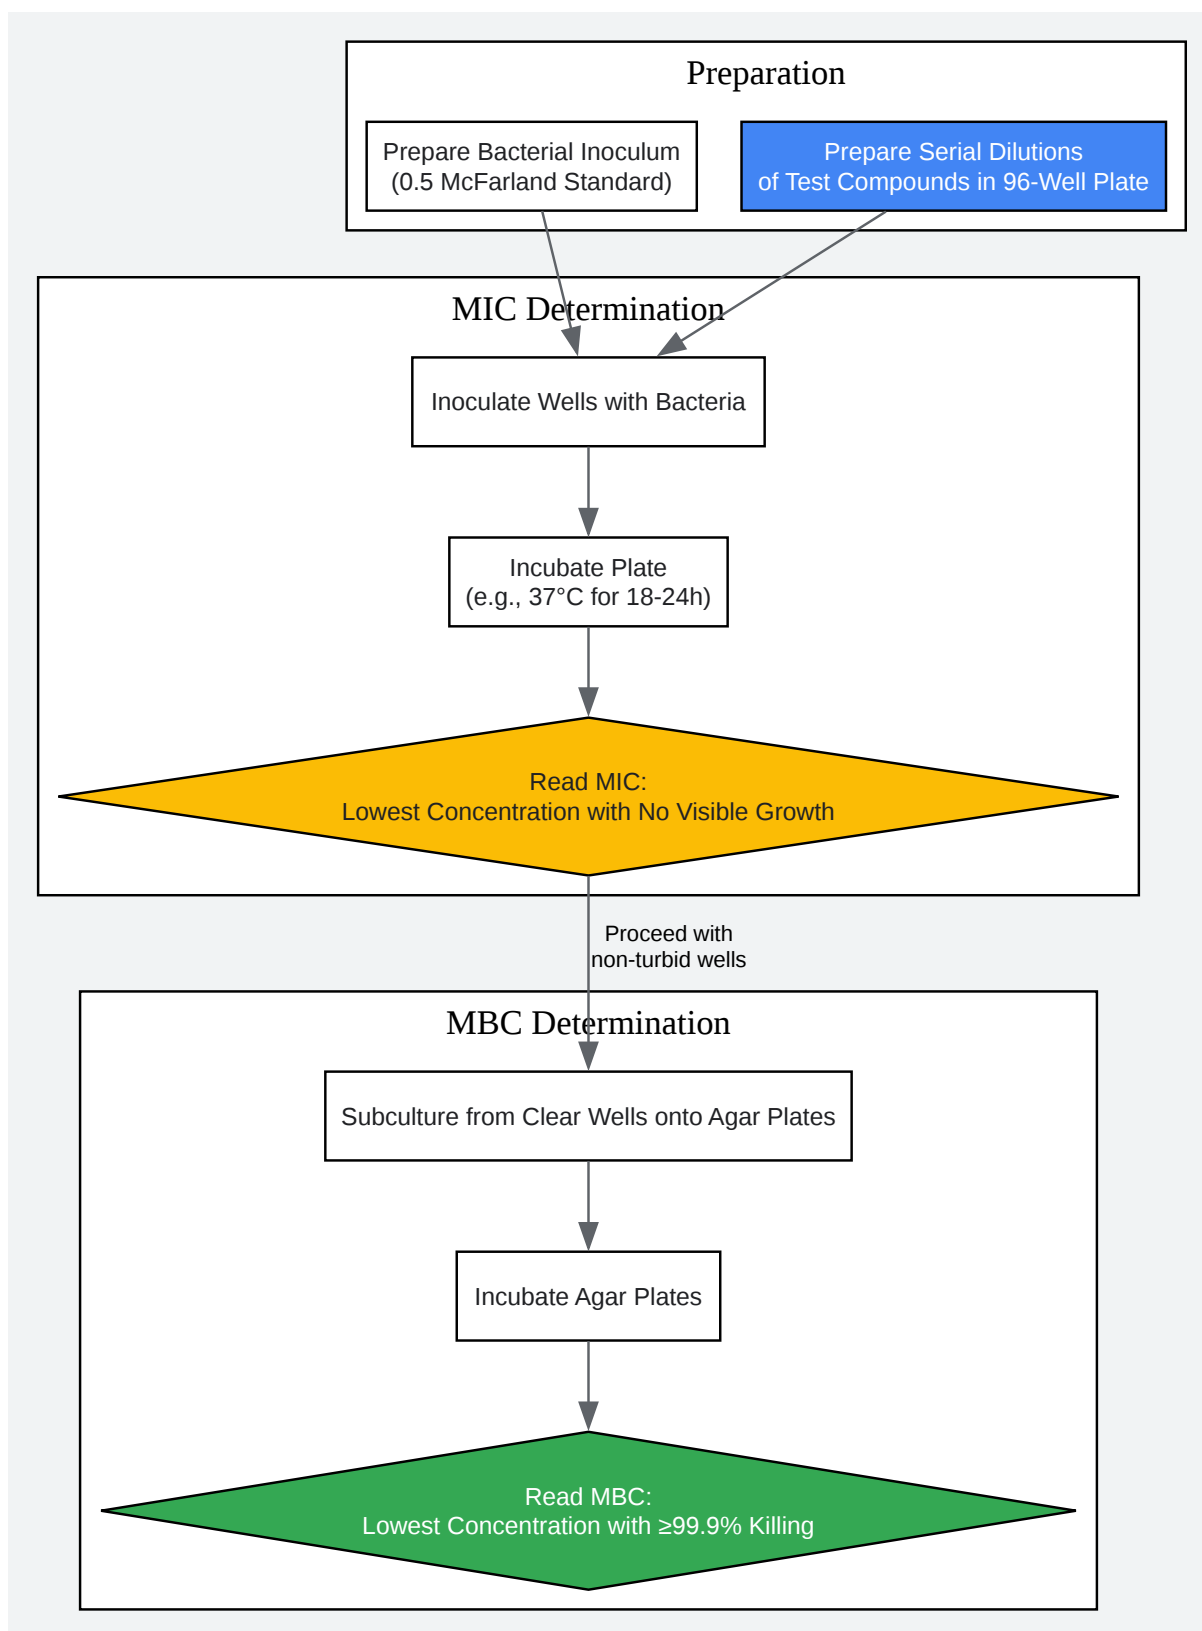 Preparation
Prepare Bacterial Inoculum
(0.5 McFarland Standard)
Prepare Serial Dilutions
of Test Compounds in 96-Well Plate
MIC Determination
Inoculate Wells with Bacteria
Incubate Plate
(e.g., 37°C for 18-24h)
Read MIC:
Lowest Concentration with No Visible Growth
Proceed with
non-turbid wells
MBC Determination
Subculture from Clear Wells onto Agar Plates
Incubate Agar Plates
Read MBC:
Lowest Concentration with ≥99.9% Killing